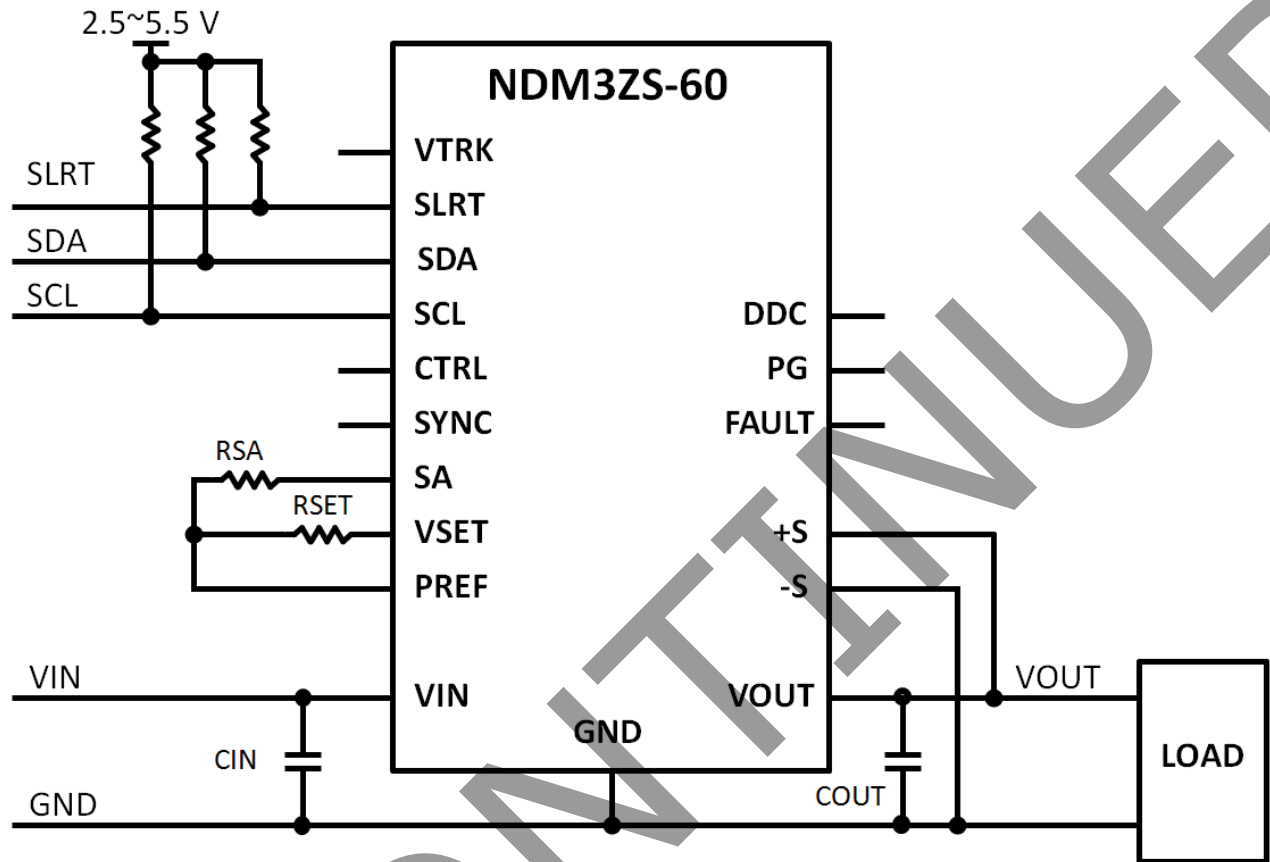 2.5~5.5 V
NDM3ZS-60
VTRK
SLRT
SLRT
SDA
SDA
SCL
SCL
DDC
CTRL
PG
SYNC
FAULT
RSA
SA
RSET
VSET
+S
PREF
-S
VIN
VIN
VOUT
VOUT
GND
CIN
COUT
LOAD
GND